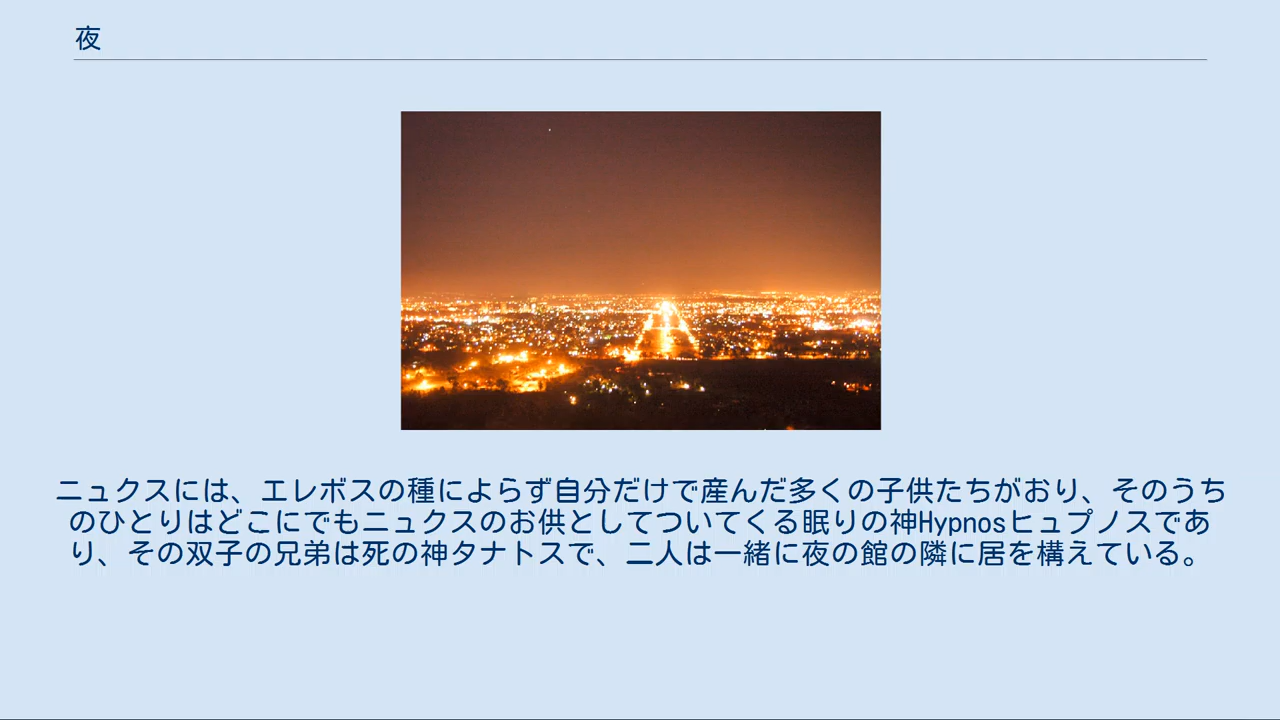 夜
ニュクスには、エレボスの種によらず自分だけで産んだ多くの子供たちがおり、そのうち
のひとりはどこにでもニュクスのお供としてついてくる眠りの神Hypnosヒュプノスであ
り、その双子の兄弟は死の神タナトスで、二人は一緒に夜の館の隣に居を構えている。